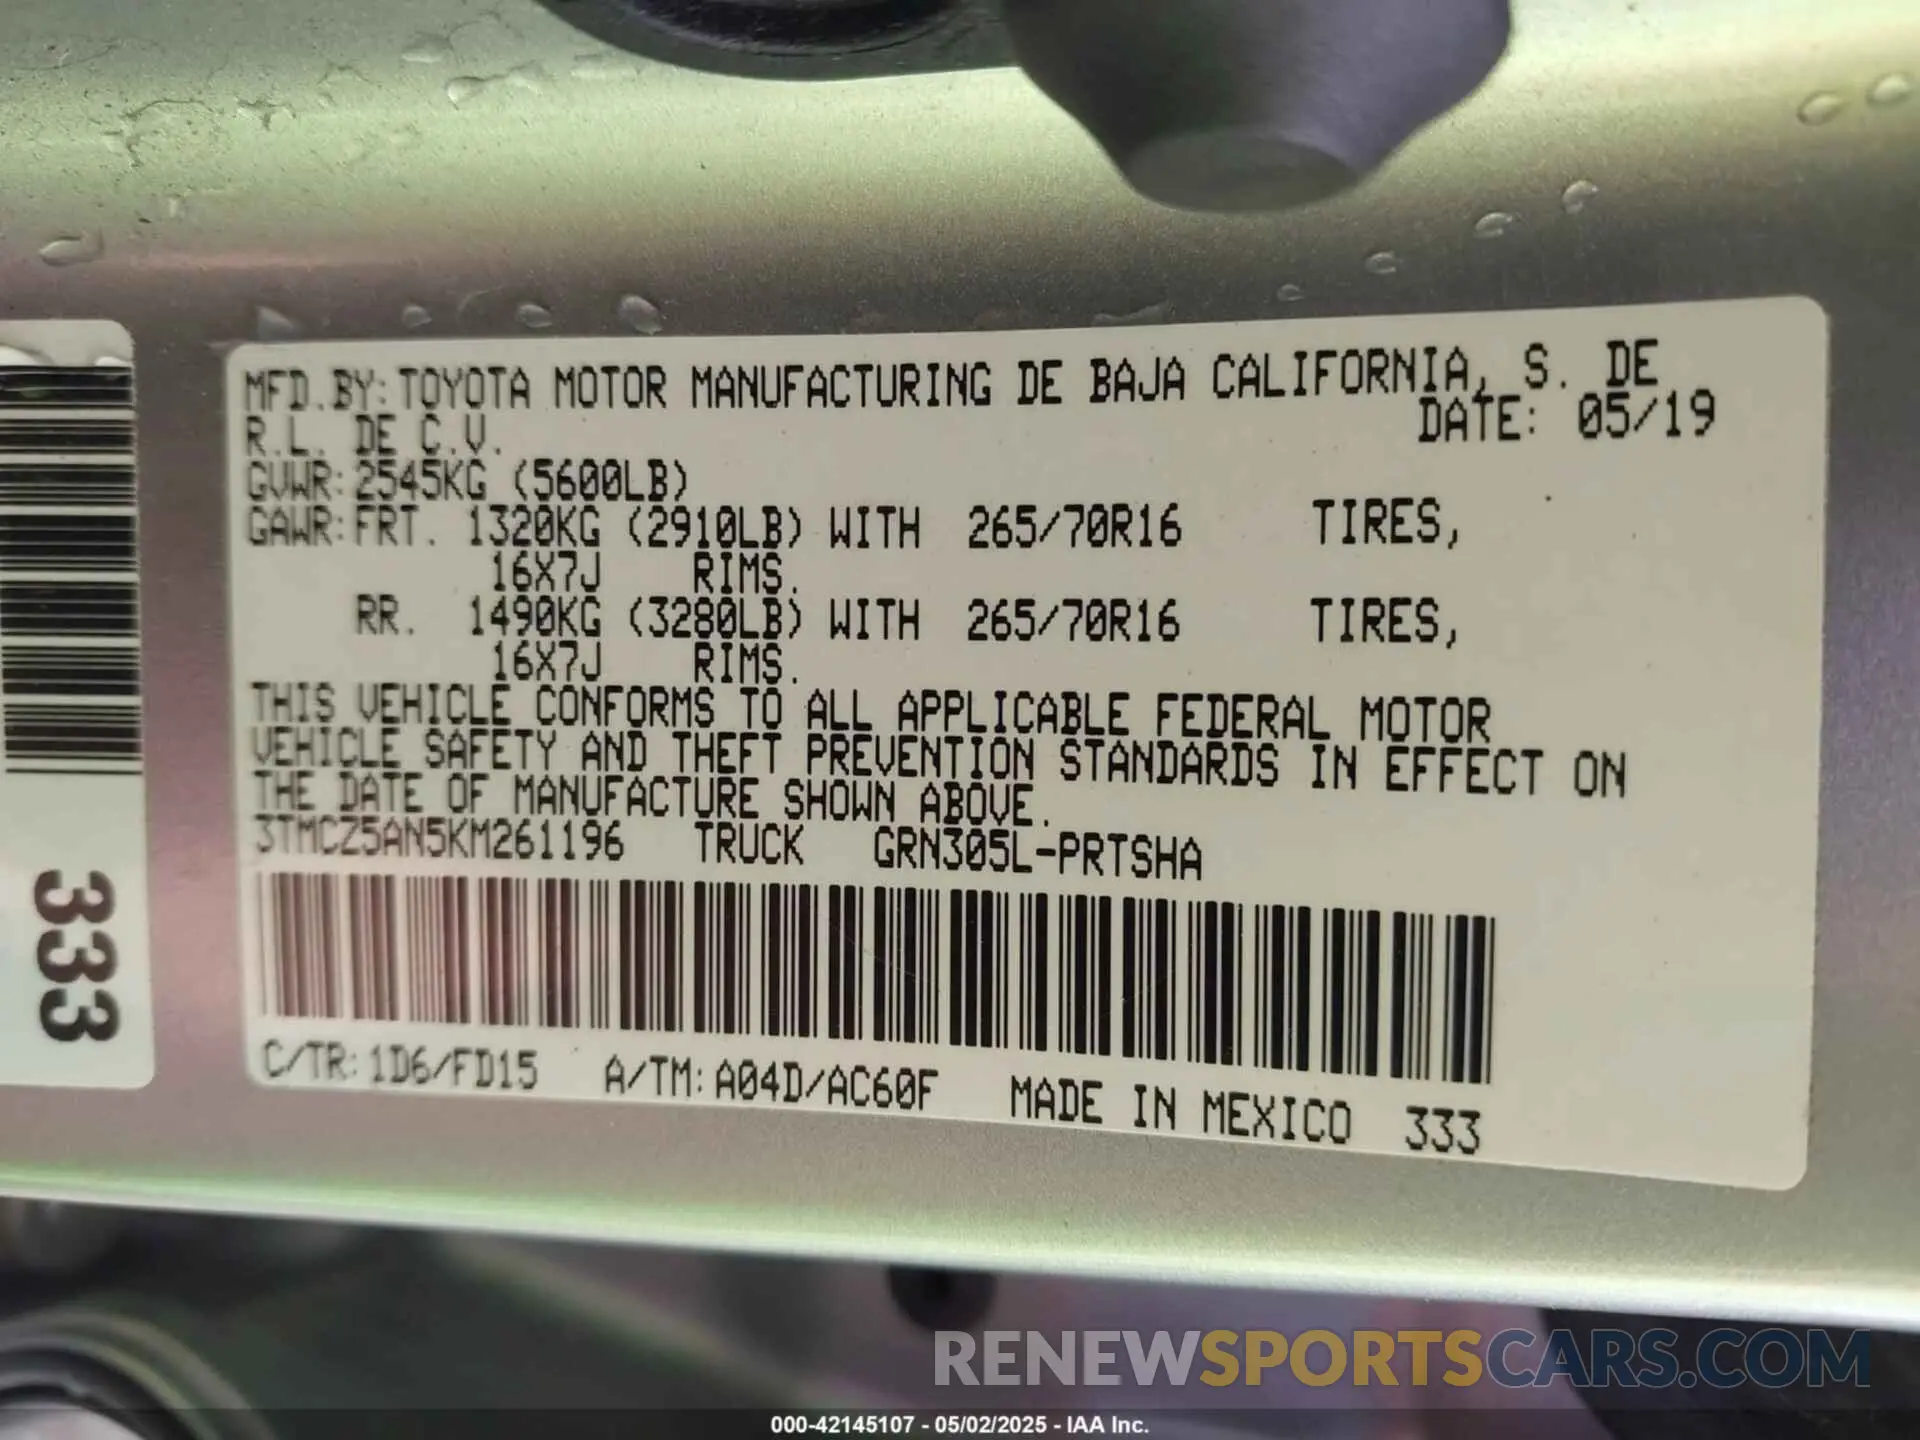 MFD.BY:TOYOTA MOTOR MANUFACTURING DE BAJA CALIFORNIA, S. DE
R.L. DE C.V.
DATE: 05/19
GVWR:2545KG (5600LB)
GAWR:FRT. 1320KG (2910LB) WITH 265/70R16 TIRES,
16X7J RIMS.
RR. 1490KG (3280LB) WITH 265/70R16 TIRES,
16X7J RIMS.
THIS VEHICLE CONFORMS TO ALL APPLICABLE FEDERAL MOTOR
VEHICLE SAFETY AND THEFT PREVENTION STANDARDS IN EFFECT ON
THE DATE OF MANUFACTURE SHOWN ABOVE.
3TMCZ5AN5KM261196 TRUCK GRN305L-PRTSHA
C/TR:1D6/FD15 A/TM:A04D/AC60F MADE IN MEXICO 333
333
RENEWSPORTSCARS.COM
000-42145107 - 05/02/2025 - IAA Inc.